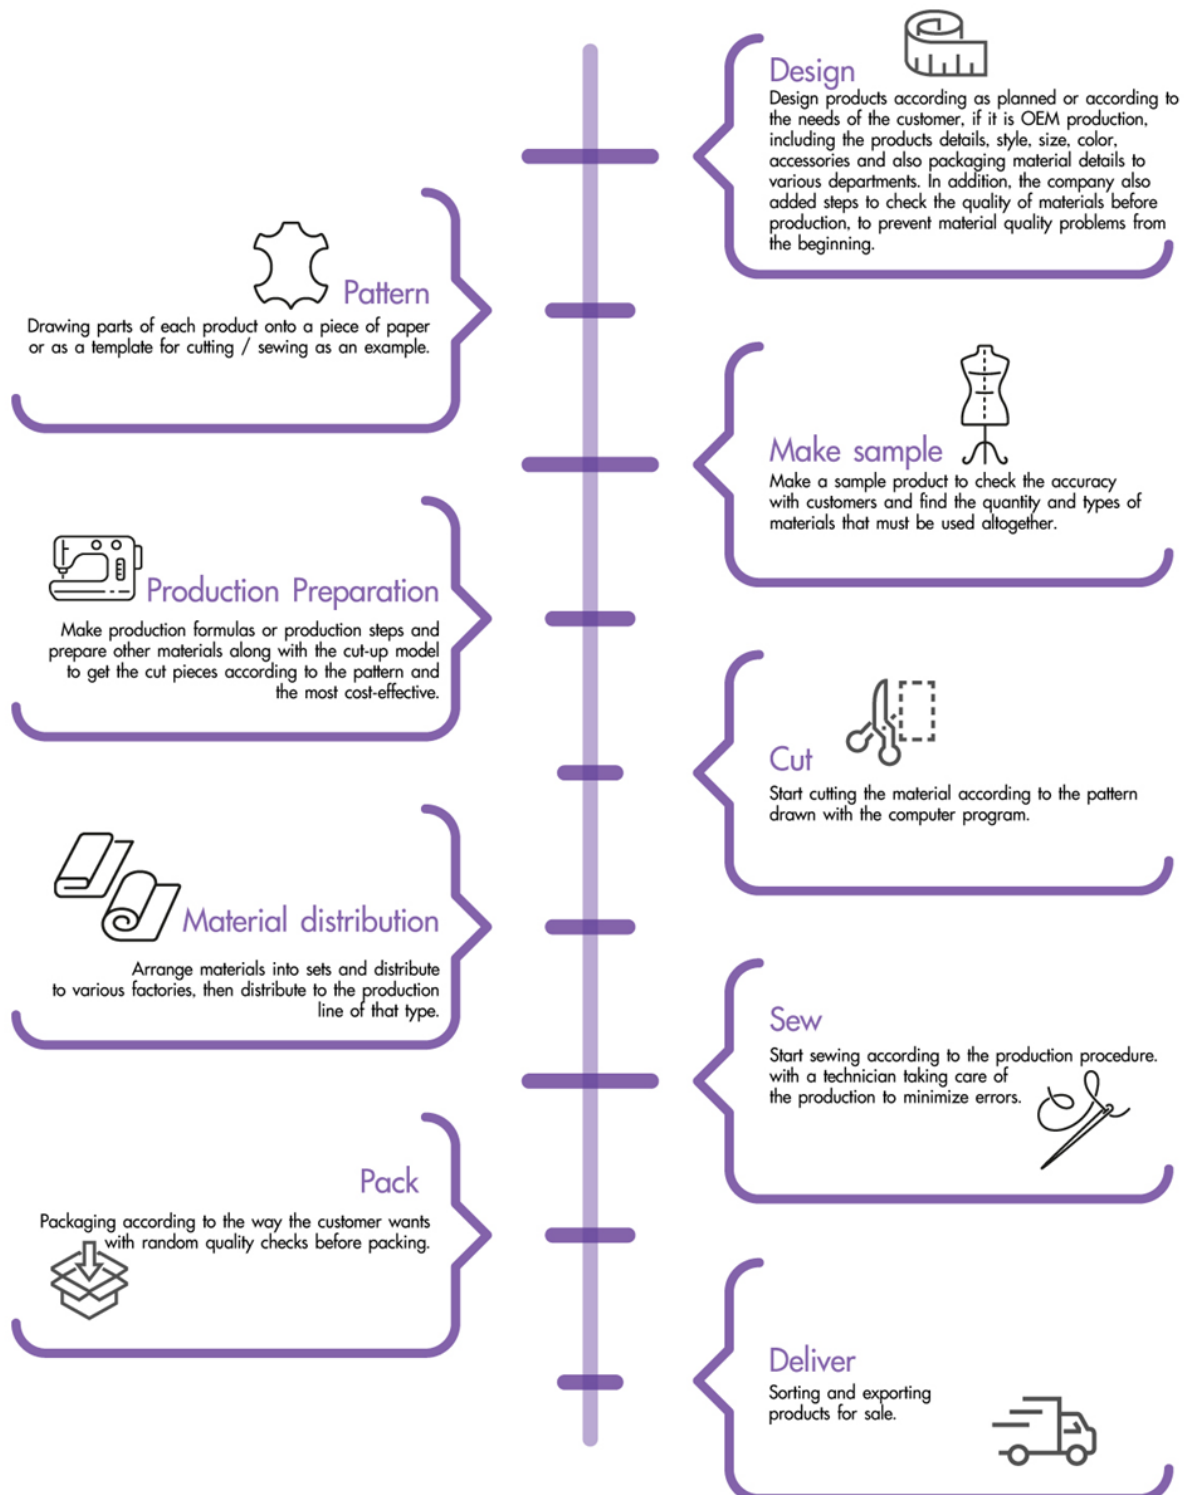 Design
Design products according as planned or according to
the needs of the customer, if it is OEM production,
including the products details, style, size, color,
accessories and also packaging material details to
various departments. In addition, the company also
added steps to check the quality of materials before
production, to prevent material quality problems from
the beginning.
Pattern
Drawing parts of each product onto a piece of paper
or as a template for cutting / sewing as an example.
Make sample
Make a sample product to check the accuracy
with customers and find the quantity and types of
materials that must be used altogether.
Production Preparation
Make production formulas or production steps and
prepare other materials along with the cut-up model
to get the cut pieces according to the pattern and
the most cost-effective.
Cut
Start cutting the material according to the pattern
drawn with the computer program.
Material distribution
Arrange materials into sets and distribute
to various factories, then distribute to the production
line of that type.
Sew
Start sewing according to the production procedure.
with a technician taking care of
the production to minimize errors.
Pack
Packaging according to the way the customer wants
with random quality checks before packing.
Deliver
Sorting and exporting
products for sale.